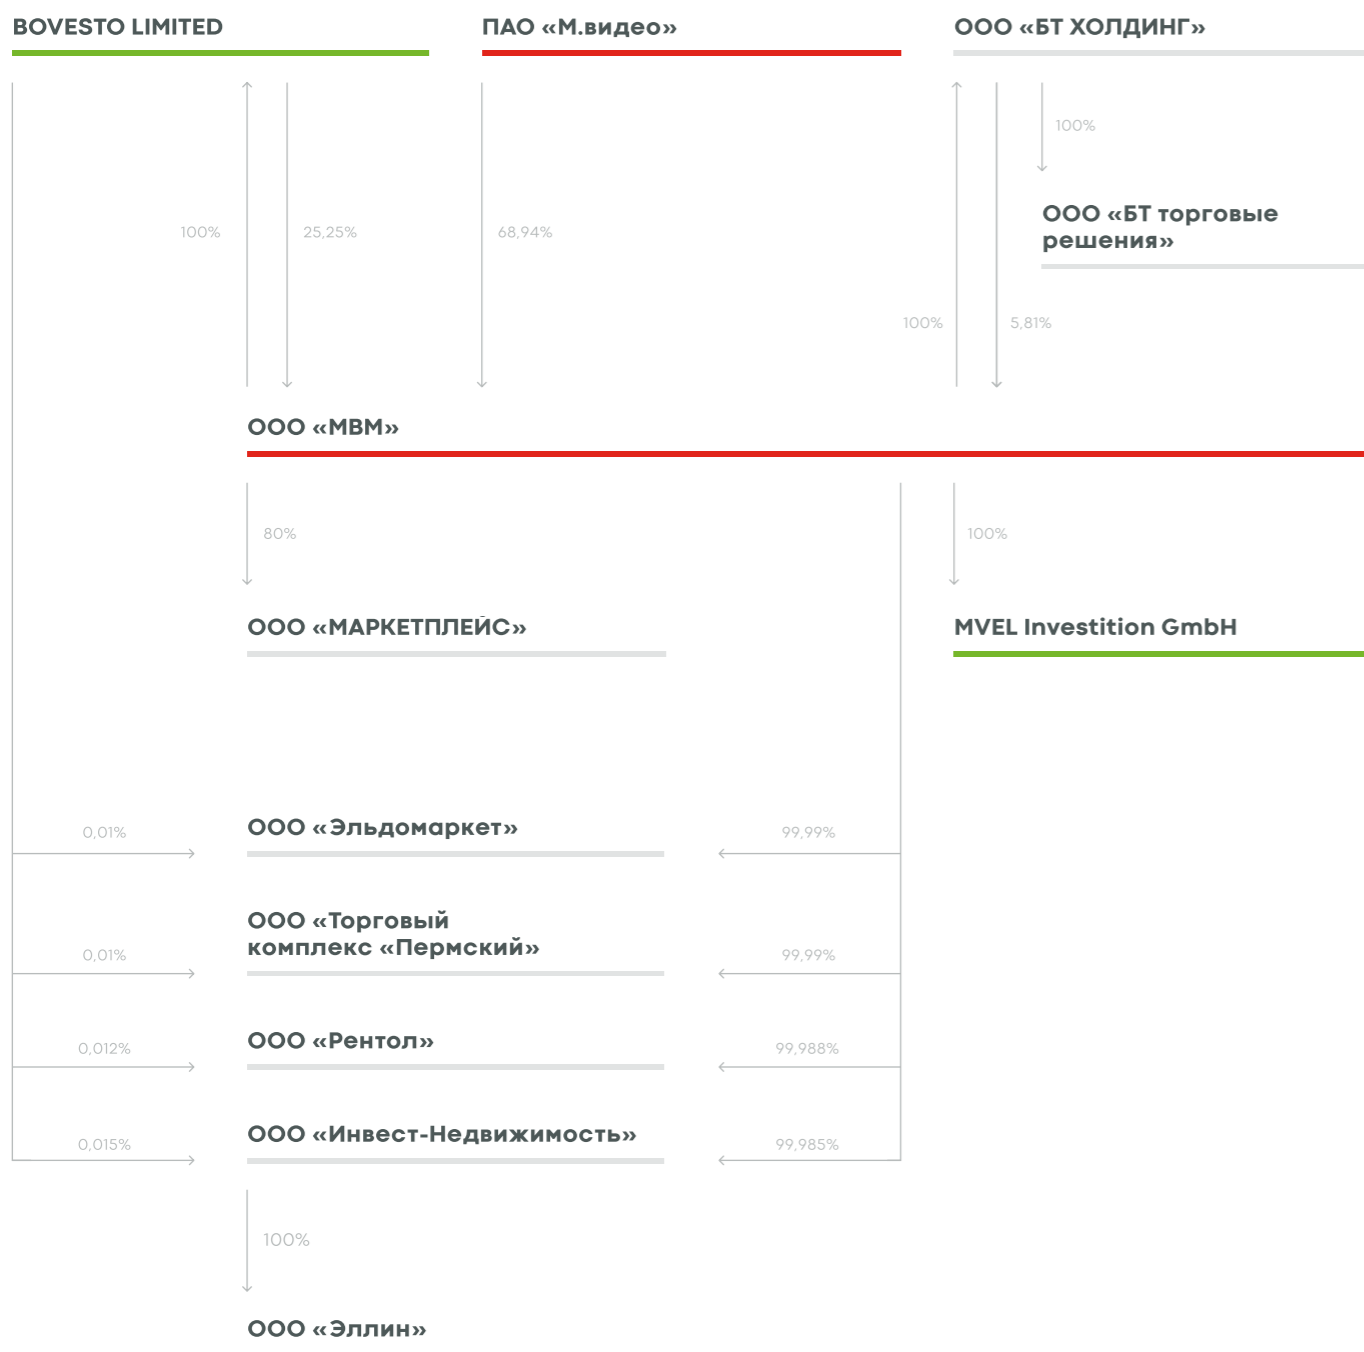 BOVESTO LIMITED
ПАО «М.видео»
ООО «БТ ХОЛДИНГ»
100%
ООО «БТ торговые
решения»
100%
25,25%
68,94%
100%
5,81%
ООО «МВМ»
80%
100%
ООО «МАРКЕТПЛЕЙС»
MVEL Investition GmbH
0,01%
ООО «Эльдомаркет»
99,99%
0,01%
ООО «Торговый
комплекс «Пермский»
99,99%
0,012%
ООО «Рентол»
99,988%
0,015%
ООО «Инвест-Недвижимость»
99,985%
100%
ООО «Эллин»